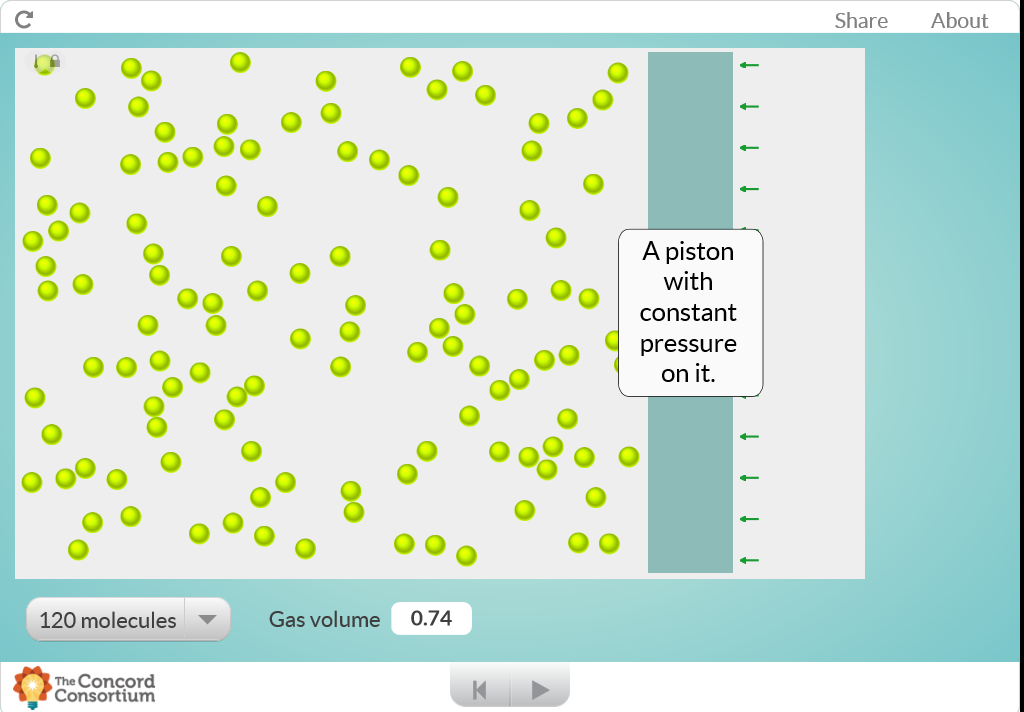 Share About
A piston
with
constant
pressure
on it.
120 molecules
Gas volume 0.74
The Concord
Consortium